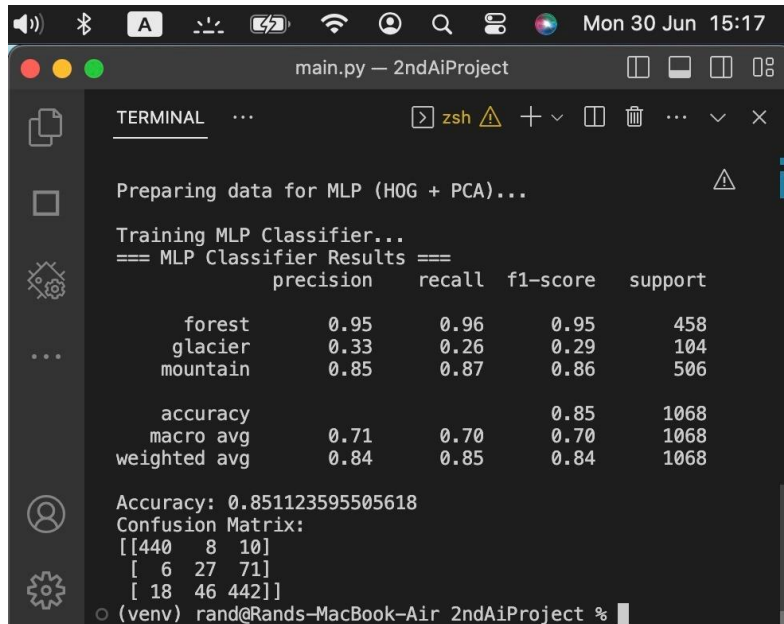 A Mon 30 Jun 15:17
main.py — 2ndAiProject
TERMINAL ··· zsh
Preparing data for MLP (HOG + PCA)...
Training MLP Classifier...
=== MLP Classifier Results ===
precision recall f1-score support
forest 0.95 0.96 0.95 458
glacier 0.33 0.26 0.29 104
mountain 0.85 0.87 0.86 506
accuracy 0.85 1068
macro avg 0.71 0.70 0.70 1068
weighted avg 0.84 0.85 0.84 1068
Accuracy: 0.851123595505618
Confusion Matrix:
[[440 8 10]
[ 6 27 71]
[ 18 46 442]]
(venv) rand@Rands-MacBook-Air 2ndAiProject %